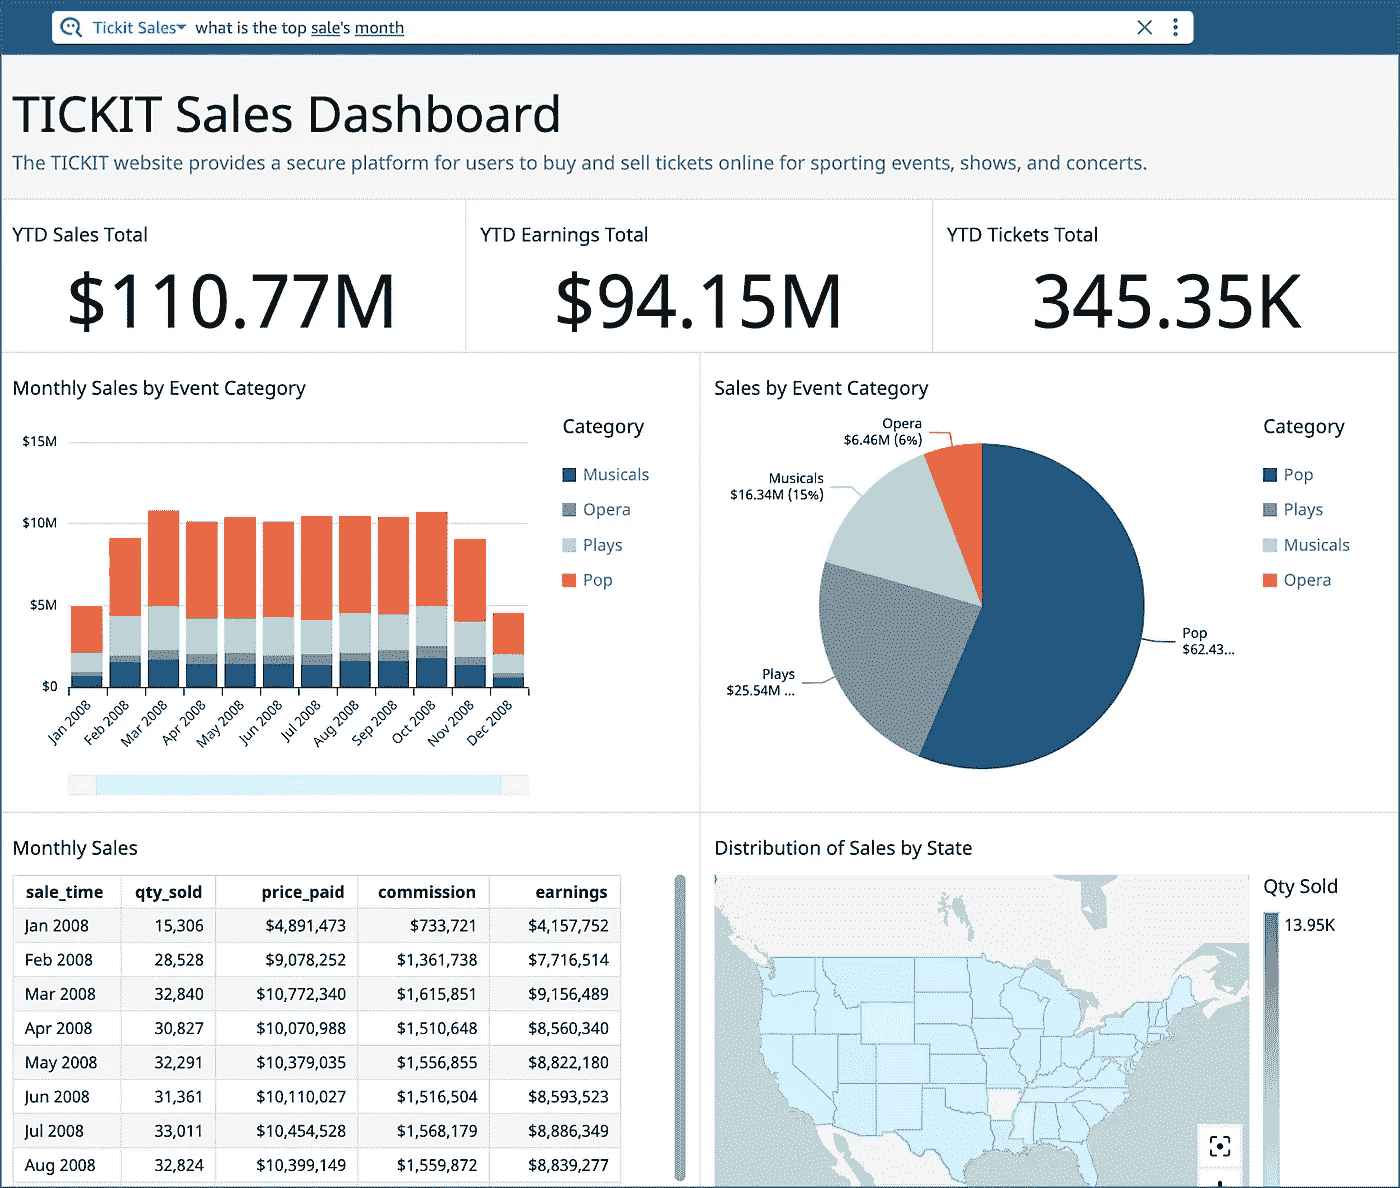 Tickit Sales what is the top sale's month
TICKIT Sales Dashboard
The TICKIT website provides a secure platform for users to buy and sell tickets online for sporting events, shows, and concerts.
YTD Sales Total
$110.77M
YTD Earnings Total
$94.15M
YTD Tickets Total
345.35K
Monthly Sales by Event Category
$15M
$10M
$5M
$0
Jan 2008
Feb 2008
Mar 2008
Apr 2008
May 2008
Jun 2008
Jul 2008
Aug 2008
Sep 2008
Oct 2008
Nov 2008
Dec 2008
Category
Musicals
Opera
Plays
Pop
Sales by Event Category
Opera
$6.46M (6%)
Musicals
$16.34M (15%)
Plays
$25.54M ...
Pop
$62.43...
Category
Pop
Plays
Musicals
Opera
Monthly Sales
sale_time qty_sold price_paid commission earnings
Jan 2008 15,306 $4,891,473 $733,721 $4,157,752
Feb 2008 28,528 $9,078,252 $1,361,738 $7,716,514
Mar 2008 32,840 $10,772,340 $1,615,851 $9,156,489
Apr 2008 30,827 $10,070,988 $1,510,648 $8,560,340
May 2008 32,291 $10,379,035 $1,556,855 $8,822,180
Jun 2008 31,361 $10,110,027 $1,516,504 $8,593,523
Jul 2008 33,011 $10,454,528 $1,568,179 $8,886,349
Aug 2008 32,824 $10,399,149 $1,559,872 $8,839,277
Distribution of Sales by State
Qty Sold
13.95K